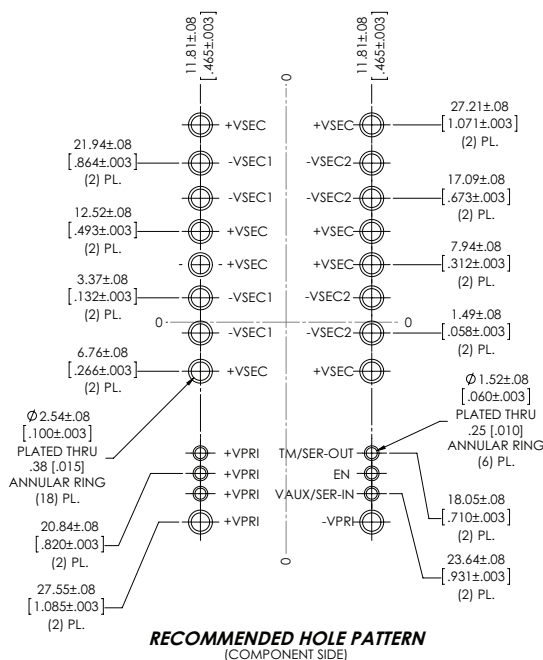 11.81±.08
[.465±.003]
11.81±.08
[.465±.003]
0
+VSEC
+VSEC
27.21±.08
[1.071±.003]
(2) PL.
21.94±.08
[.864±.003]
(2) PL.
-VSEC1
-VSEC2
-VSEC1
-VSEC2
17.09±.08
[.673±.003]
(2) PL.
12.52±.08
[.493±.003]
(2) PL.
+VSEC
+VSEC
+VSEC
+VSEC
7.94±.08
[.312±.003]
(2) PL.
3.37±.08
[.132±.003]
(2) PL.
-VSEC1
-VSEC2
0
0
-VSEC1
-VSEC2
1.49±.08
[.058±.003]
(2) PL.
6.76±.08
[.266±.003]
(2) PL.
+VSEC
+VSEC
Ø2.54±.08
[.100±.003]
PLATED THRU
.38 [.015]
ANNULAR RING
(18) PL.
Ø1.52±.08
[.060±.003]
PLATED THRU
.25 [.010]
ANNULAR RING
(6) PL.
+VPRI
TM/SER-OUT
+VPRI
EN
+VPRI
VAUX/SER-IN
+VPRI
-VPRI
18.05±.08
[.710±.003]
(2) PL.
20.84±.08
[.820±.003]
(2) PL.
23.64±.08
[.931±.003]
(2) PL.
27.55±.08
[1.085±.003]
(2) PL.
0
RECOMMENDED HOLE PATTERN
(COMPONENT SIDE)